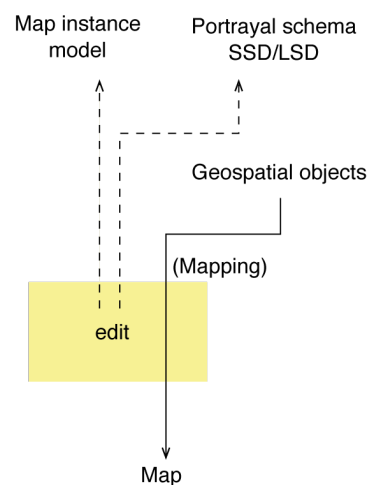 Map instance
model
Portrayal schema
SSD/LSD
Geospatial objects
(Mapping)
edit
Map